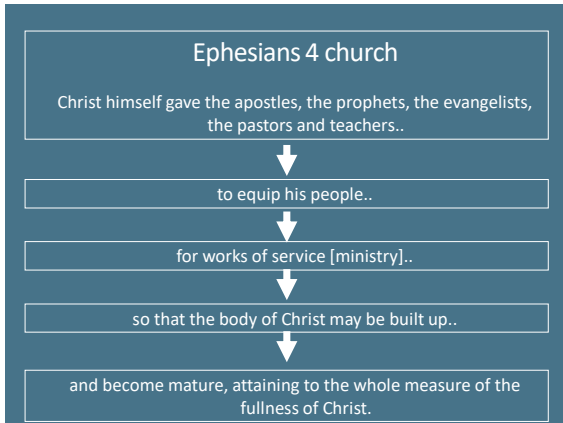 Ephesians 4 church
Christ himself gave the apostles, the prophets, the evangelists,
the pastors and teachers..
to equip his people..
for works of service [ministry]..
so that the body of Christ may be built up..
and become mature, attaining to the whole measure of the
fullness of Christ.